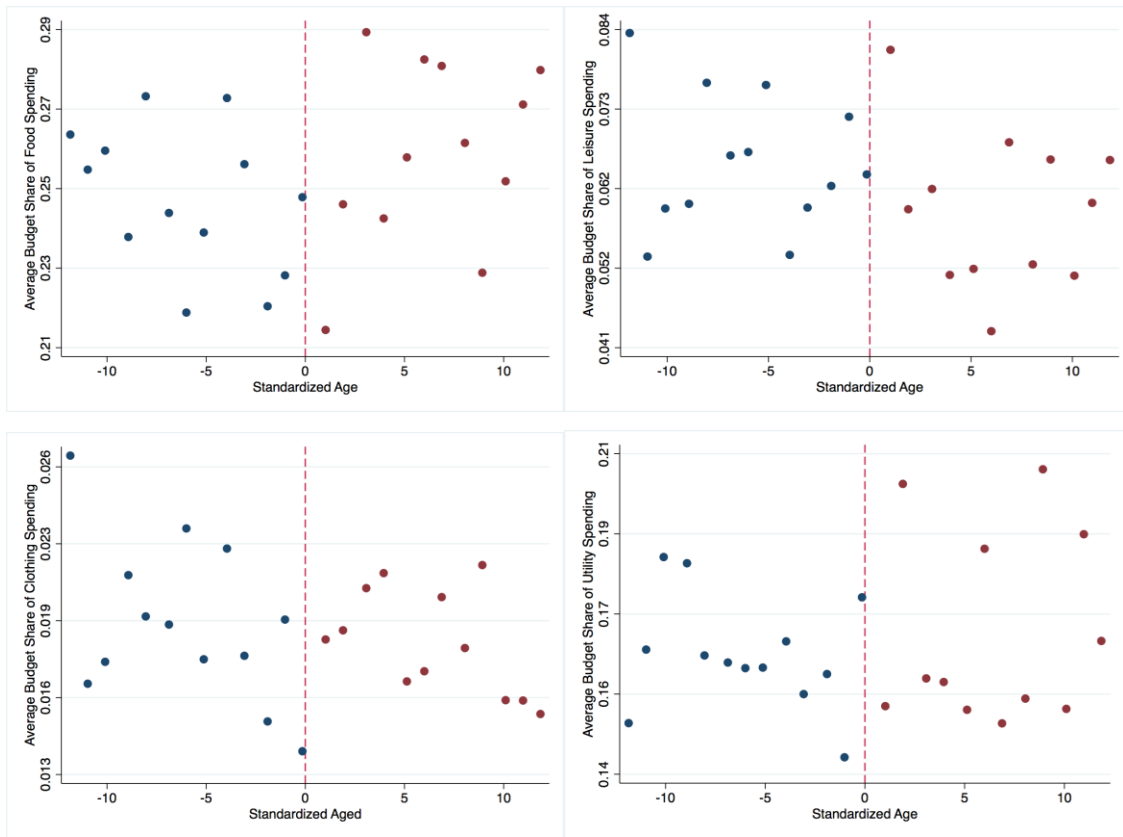 Average Budget Share of Food Spending
0.29
0.27
0.25
0.23
0.21
-10 -5 0 5 10
Standardized Age
Average Budget Share of Leisure Spending
0.084
0.073
0.062
0.052
0.041
-10 -5 0 5 10
Standardized Age
Average Budget Share of Clothing Spending
0.026
0.023
0.019
0.016
0.013
-10 -5 0 5 10
Standardized Aged
Average Budget Share of Utility Spending
0.21
0.19
0.17
0.16
0.14
-10 -5 0 5 10
Standardized Age